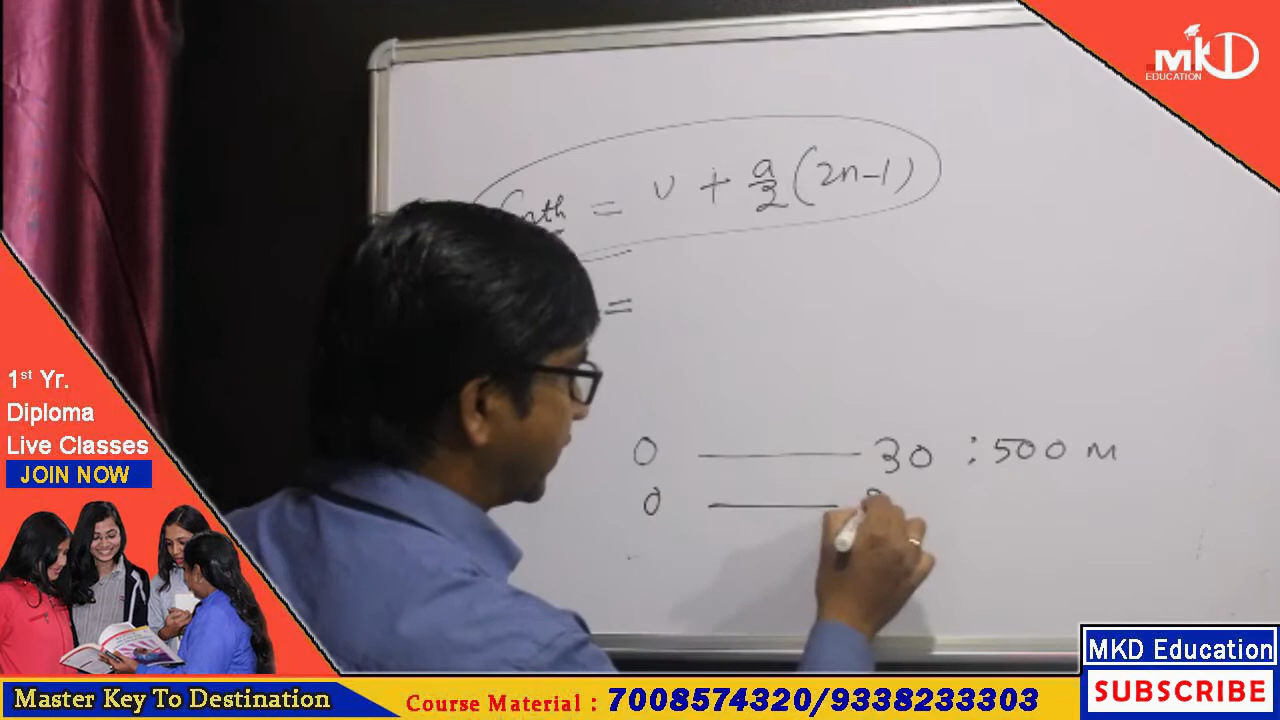 MKD
EDUCATION
nth = υ + a/2 (2n-1)
=
0 — 30 : 500 M
0 —
1st Yr.
Diploma
Live Classes
JOIN NOW
MKD Education
SUBSCRIBE
Master Key To Destination
Course Material : 7008574320/9338233303